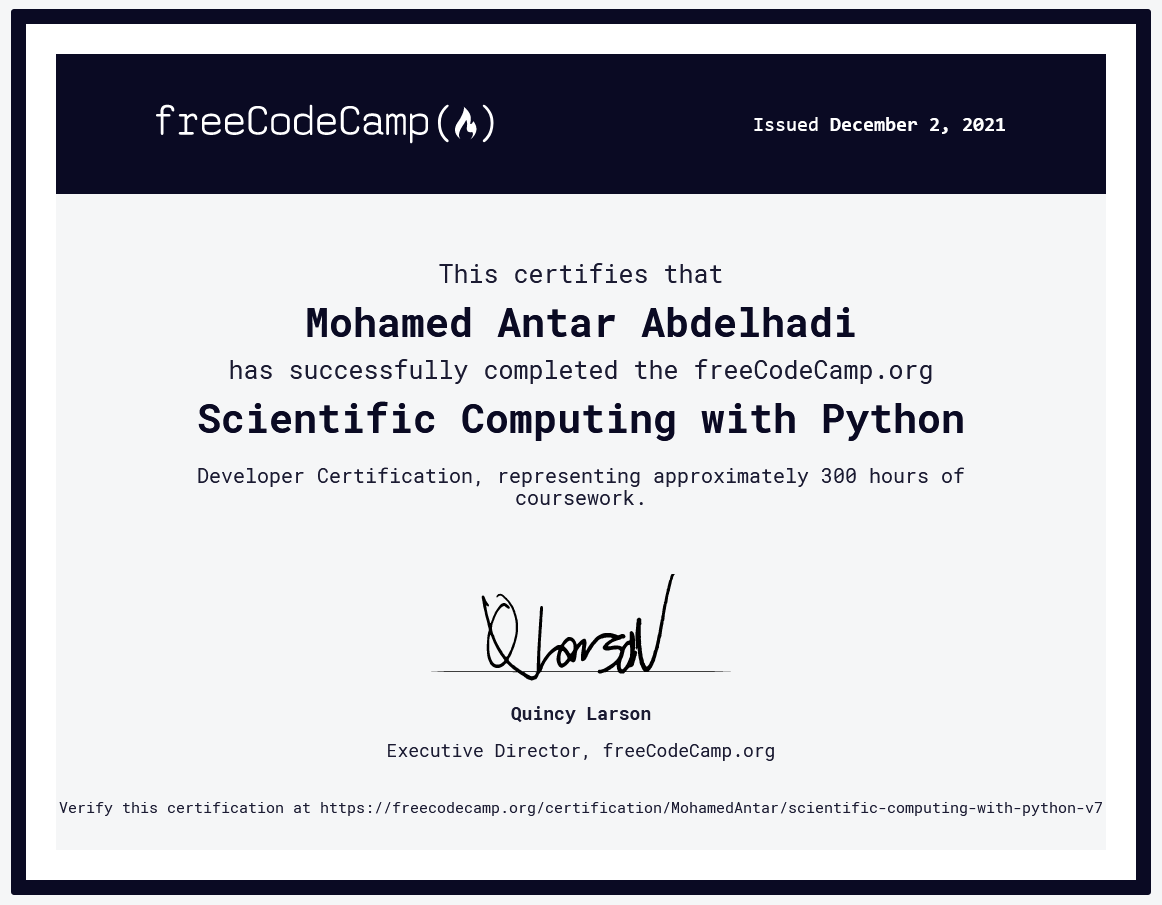 freeCodeCamp(🔥)
Issued December 2, 2021
This certifies that
Mohamed Antar Abdelhadi
has successfully completed the freeCodeCamp.org
Scientific Computing with Python
Developer Certification, representing approximately 300 hours of
coursework.
Q Larson
Quincy Larson
Executive Director, freeCodeCamp.org
Verify this certification at https://freecodecamp.org/certification/MohamedAntar/scientific-computing-with-python-v7